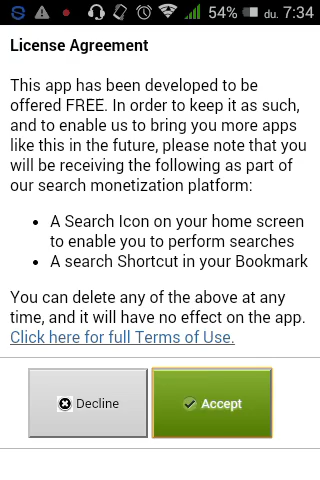 54% du. 7:34
License Agreement
This app has been developed to be
offered FREE. In order to keep it as such,
and to enable us to bring you more apps
like this in the future, please note that you
will be receiving the following as part of
our search monetization platform:
• A Search Icon on your home screen
to enable you to perform searches
• A search Shortcut in your Bookmark
You can delete any of the above at any
time, and it will have no effect on the app.
Click here for full Terms of Use.
Decline Accept